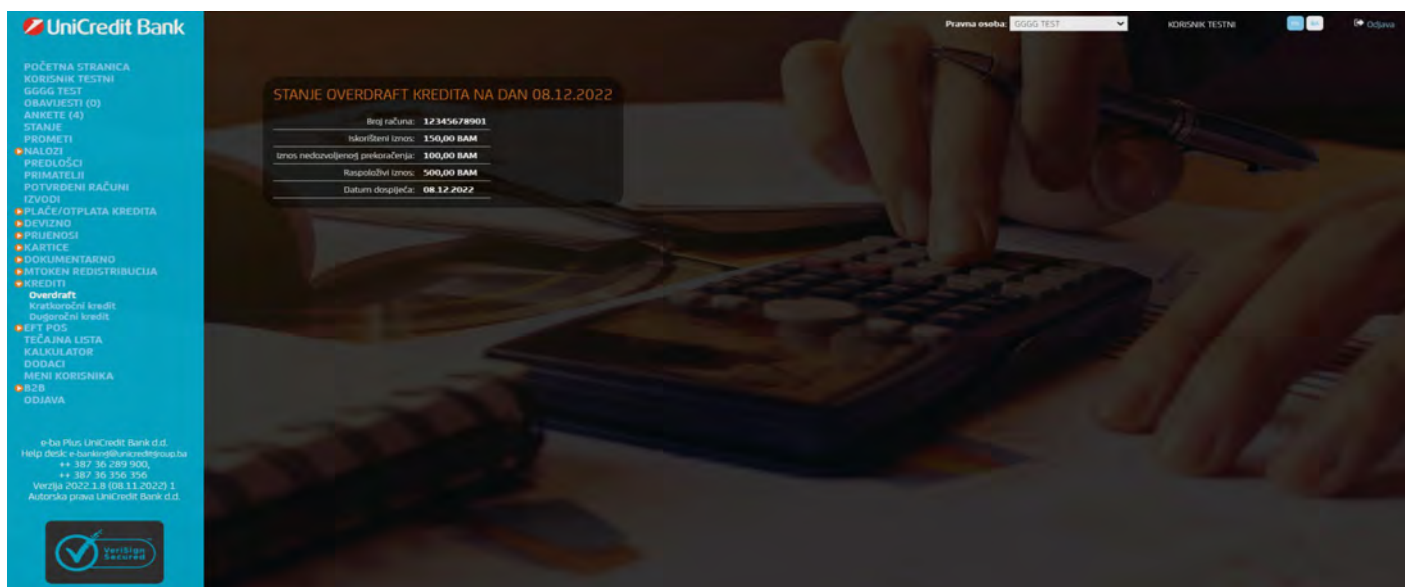 UniCredit Bank
Pravna osoba: GGGG TEST
KORISNIK TESTNI
Odjava
POČETNA STRANICA
KORISNIK TESTNI
GGGG TEST
OBAVIJESTI (0)
ANKETE (4)
STANJE
PROMETI
NALOZI
PREDLOŠCI
PRIMATELJI
POTVRĐENI RAČUNI
IZVODI
PLAĆE/OTPLATA KREDITA
DEVIZNO
PRIJENOSI
KARTICE
DOKUMENTARNO
MTOKEN REDISTRIBUCIJA
KREDITI
Overdraft
Kratkoročni kredit
Dugoročni kredit
EFT POS
TEČAJNA LISTA
KALKULATOR
DODACI
MENI KORISNIKA
B2B
ODJAVA
e-ba Plus UniCredit Bank d.d.
Help desk: e-banking@unicreditgroup.ba
++ 387 36 289 900,
++ 387 36 356 356
Verzija 2022.1.8 (08.11.2022) 1
Autorska prava UniCredit Bank d.d.
VeriSign
Secured
STANJE OVERDRAFT KREDITA NA DAN 08.12.2022
Broj računa: 12345678901
Iskorišteni iznos: 150,00 BAM
Iznos nedozvoljenog prekoračenja: 100,00 BAM
Raspoloživi iznos: 500,00 BAM
Datum dospijeća: 08.12.2022